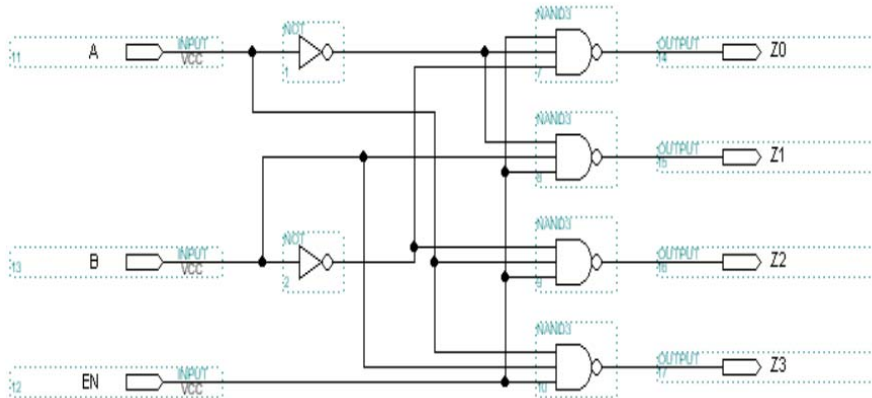 NAND3
A INPUT VCC 11
NOT 1
7
OUTPUT 14 Z0
NAND3
8
OUTPUT 15 Z1
NAND3
9
OUTPUT 16 Z2
B INPUT VCC 13
NOT 2
NAND3
10
OUTPUT 17 Z3
EN INPUT VCC 12